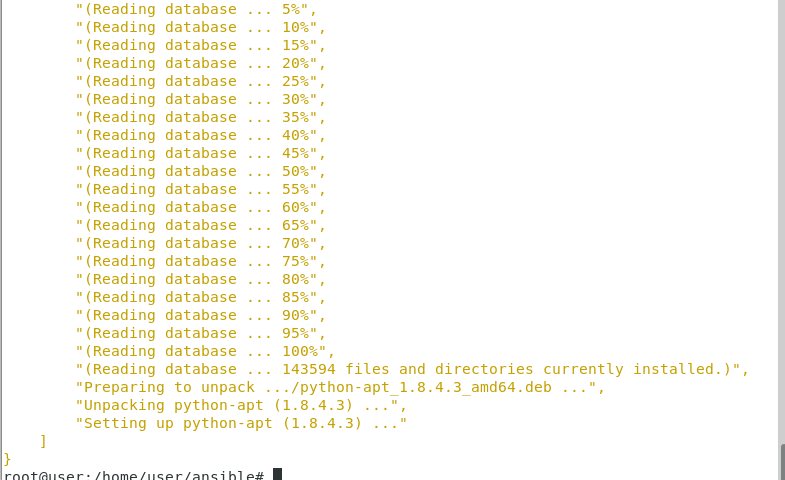 "(Reading database ... 5%",
"(Reading database ... 10%",
"(Reading database ... 15%",
"(Reading database ... 20%",
"(Reading database ... 25%",
"(Reading database ... 30%",
"(Reading database ... 35%",
"(Reading database ... 40%",
"(Reading database ... 45%",
"(Reading database ... 50%",
"(Reading database ... 55%",
"(Reading database ... 60%",
"(Reading database ... 65%",
"(Reading database ... 70%",
"(Reading database ... 75%",
"(Reading database ... 80%",
"(Reading database ... 85%",
"(Reading database ... 90%",
"(Reading database ... 95%",
"(Reading database ... 100%",
"(Reading database ... 143594 files and directories currently installed.)",
"Preparing to unpack .../python-apt_1.8.4.3_amd64.deb ...",
"Unpacking python-apt (1.8.4.3) ...",
"Setting up python-apt (1.8.4.3) ..."
]
}
root@user:/home/user/ansible#